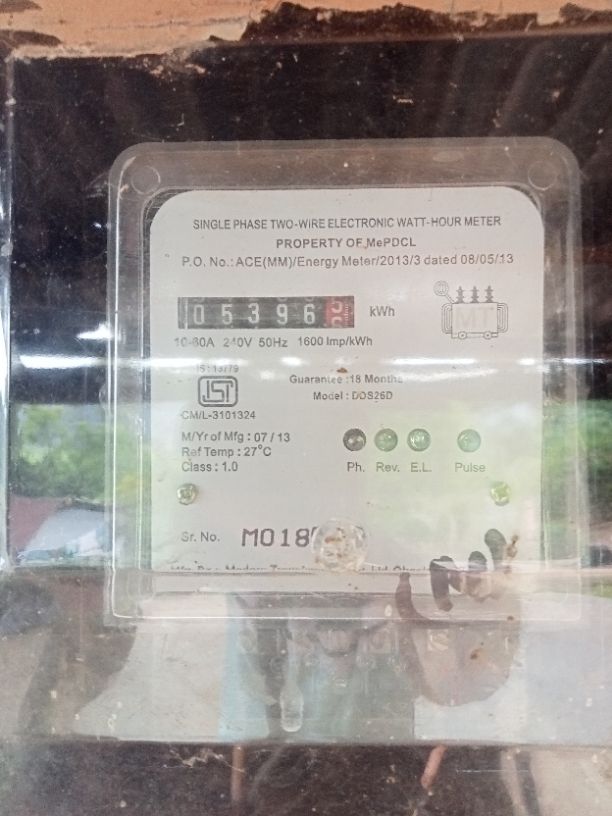 SINGLE PHASE TWO-WIRE ELECTRONIC WATT-HOUR METER
PROPERTY OF MePDCL
P.O. No.: ACE(MM)/Energy Meter/2013/3 dated 08/05/13
05396 kWh
MT
10-60A 240V 50Hz 1600 Imp/kWh
IS:13779
ISI
CM/L-3101324
Guarantee :18 Months
Model : DOS26D
M/Yr of Mfg : 07 / 13
Ref Temp : 27°C
Class : 1.0
Ph. Rev. E.L. Pulse
Sr. No.